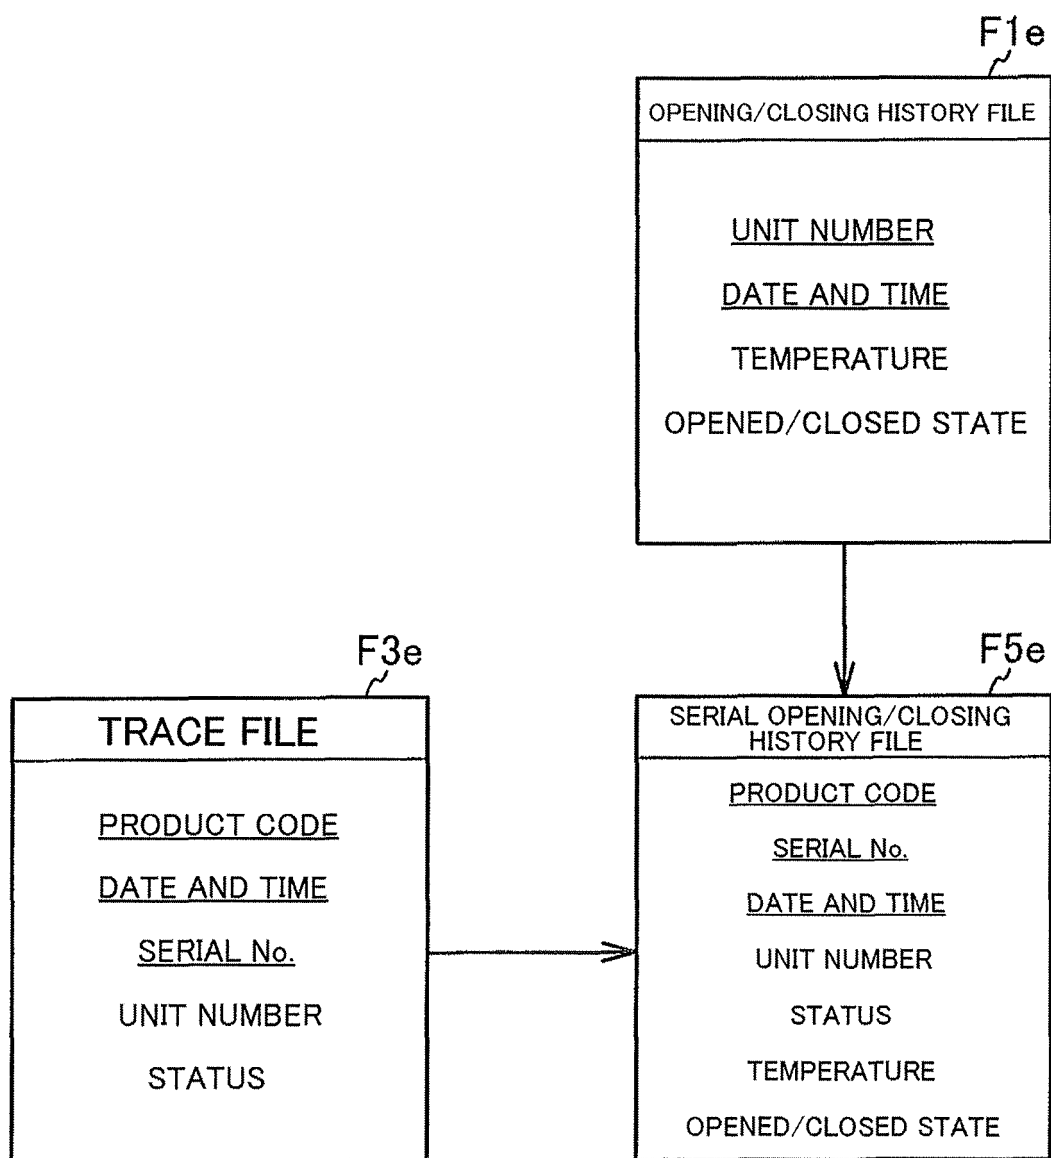 F1e
OPENING/CLOSING HISTORY FILE
UNIT NUMBER
DATE AND TIME
TEMPERATURE
OPENED/CLOSED STATE
F3e
TRACE FILE
PRODUCT CODE
DATE AND TIME
SERIAL No.
UNIT NUMBER
STATUS
F5e
SERIAL OPENING/CLOSING
HISTORY FILE
PRODUCT CODE
SERIAL No.
DATE AND TIME
UNIT NUMBER
STATUS
TEMPERATURE
OPENED/CLOSED STATE